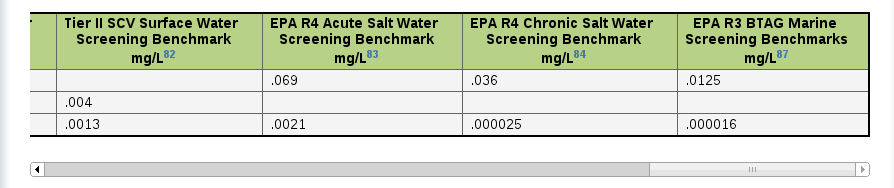 Tier II SCV Surface Water Screening Benchmark mg/L82 EPA R4 Acute Salt Water Screening Benchmark mg/L83 EPA R4 Chronic Salt Water Screening Benchmark mg/L84 EPA R3 BTAG Marine Screening Benchmarks mg/L87
.069 .036 .0125
.004
.0013 .0021 .000025 .000016